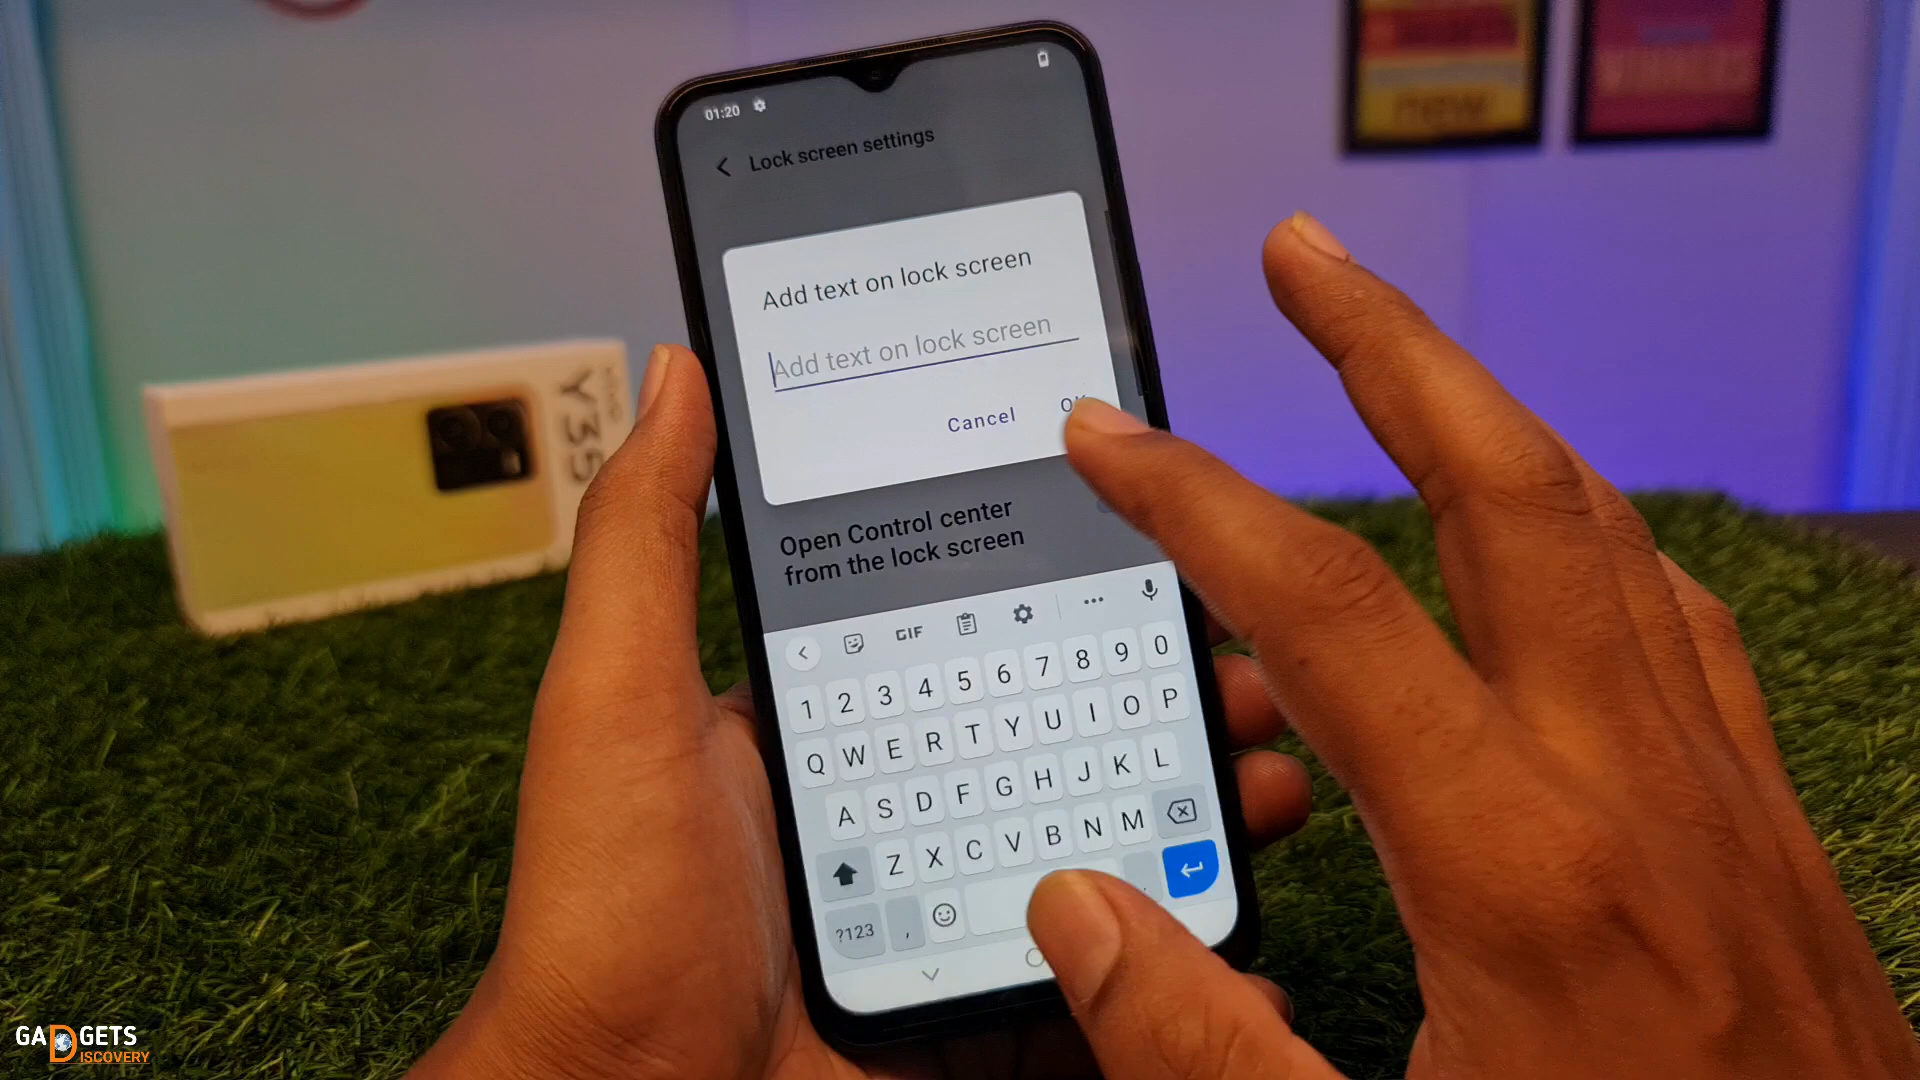 01:20
Lock screen settings
Add text on lock screen
Add text on lock screen
Cancel
Open Control center
from the lock screen
GIF
1 2 3 4 5 6 7 8 9 0
Q W E R T Y U I O P
A S D F G H J K L
Z X C V B N M
?123 , .
Y35
GADGETS
DISCOVERY